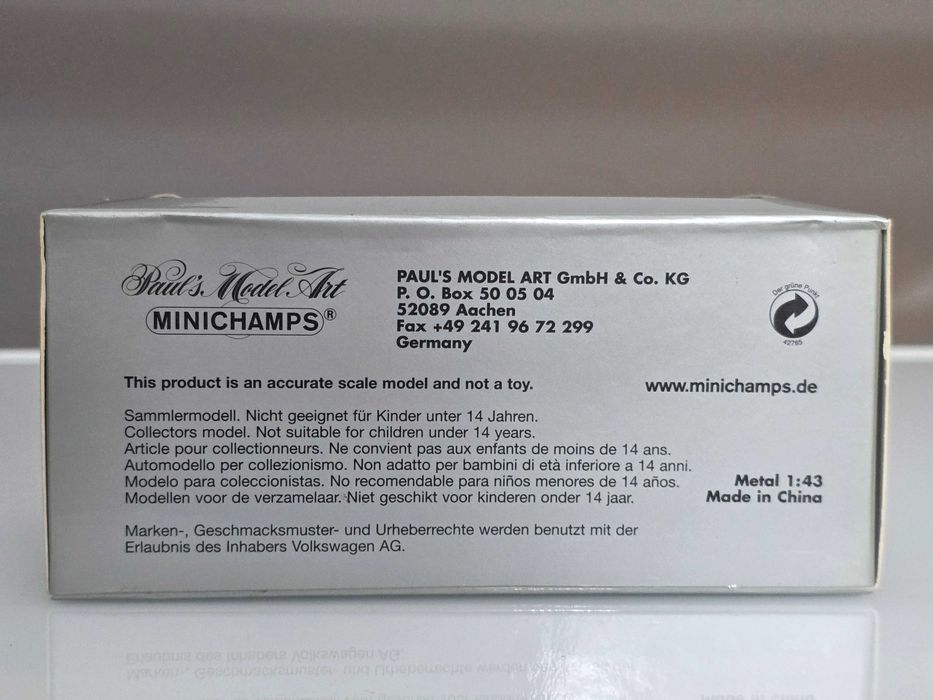 Paul's Model Art
MINICHAMPS®
PAUL'S MODEL ART GmbH & Co. KG
P. O. Box 50 05 04
52089 Aachen
Fax +49 241 96 72 299
Germany
Der grüne Punkt
42765
This product is an accurate scale model and not a toy.
www.minichamps.de
Sammlermodell. Nicht geeignet für Kinder unter 14 Jahren.
Collectors model. Not suitable for children under 14 years.
Article pour collectionneurs. Ne convient pas aux enfants de moins de 14 ans.
Automodello per collezionismo. Non adatto per bambini di età inferiore a 14 anni.
Modelo para coleccionistas. No recomendable para niños menores de 14 años.
Modellen voor de verzamelaar. Niet geschikt voor kinderen onder 14 jaar.
Metal 1:43
Made in China
Marken-, Geschmacksmuster- und Urheberrechte werden benutzt mit der
Erlaubnis des Inhabers Volkswagen AG.